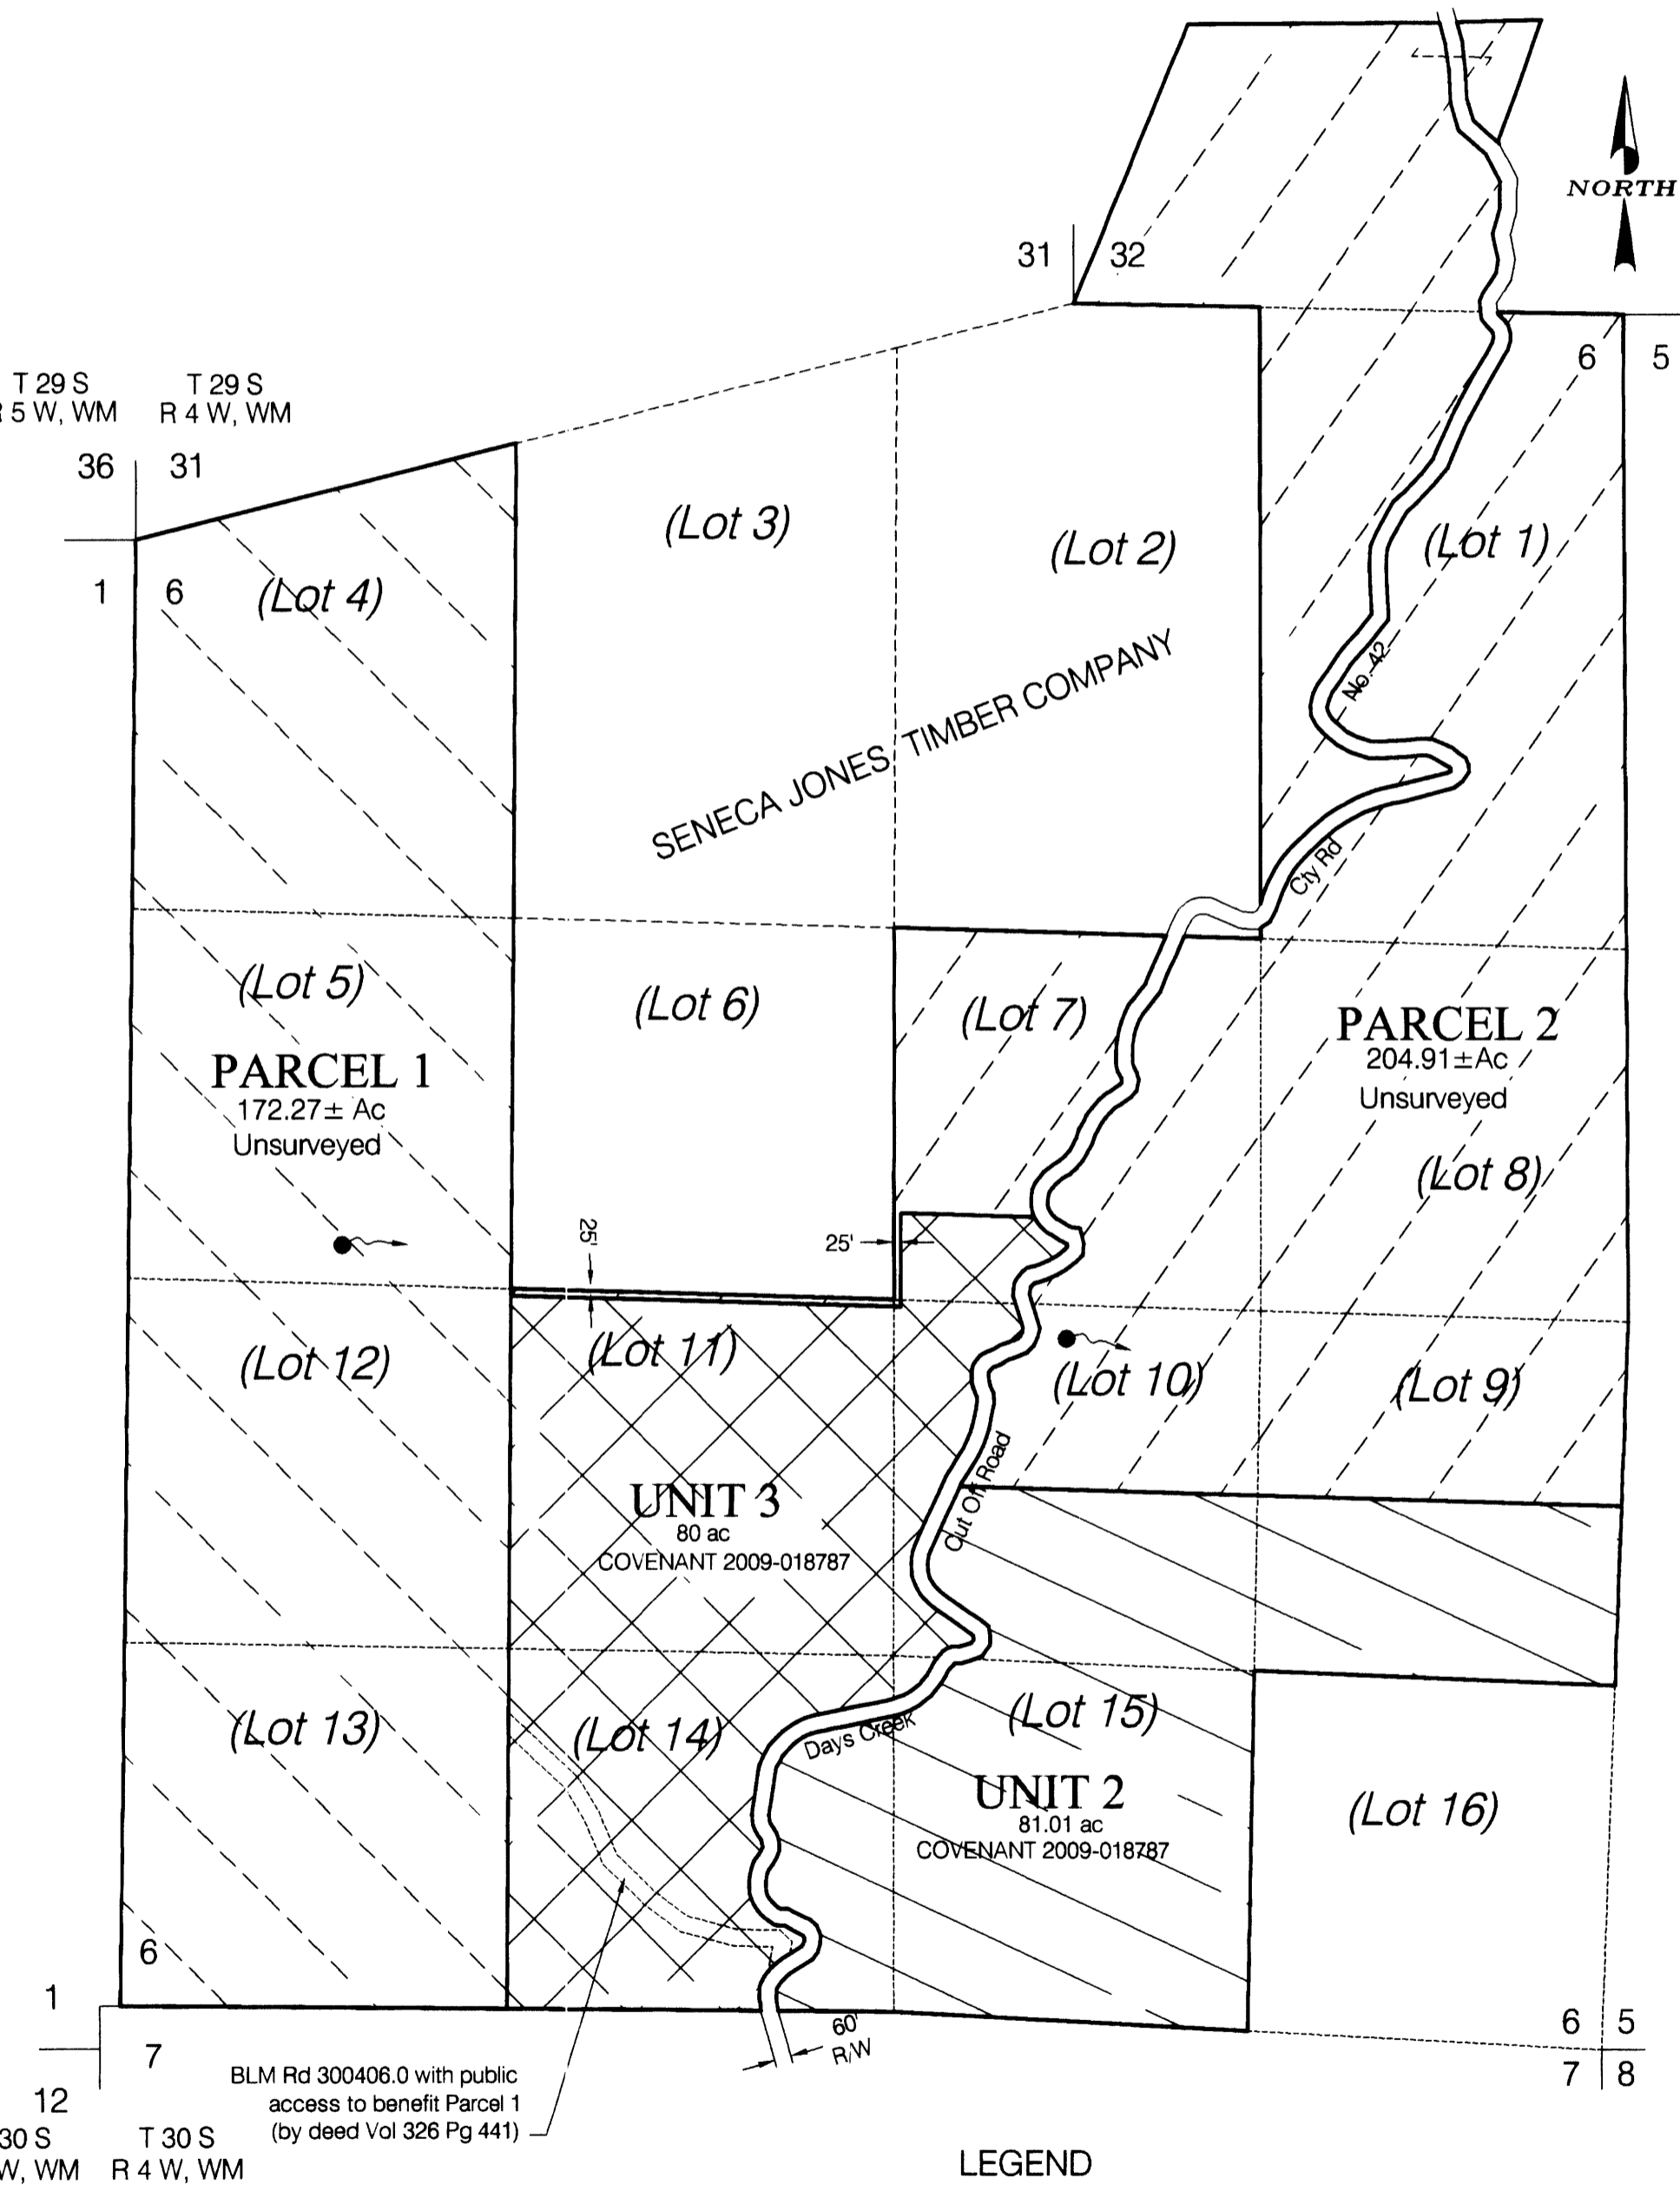 NORTH
31 32
6 5
T 29 S
5 W, WM
T 29 S
R 4 W, WM
36 31
1 6
(Lot 4)
(Lot 3)
(Lot 2)
(Lot 1)
SENECA JONES TIMBER COMPANY
No. 42
Cty Rd
(Lot 5)
PARCEL 1
172.27± Ac
Unsurveyed
(Lot 6)
(Lot 7)
PARCEL 2
204.91±Ac
Unsurveyed
(Lot 8)
25'
25'
(Lot 12)
(Lot 11)
(Lot 10)
(Lot 9)
UNIT 3
80 ac
COVENANT 2009-018787
Cut Off Road
(Lot 13)
(Lot 14)
Days Creek
(Lot 15)
UNIT 2
81.01 ac
COVENANT 2009-018787
(Lot 16)
6
1
7
12
60'
R/W
6 5
7 8
BLM Rd 300406.0 with public
access to benefit Parcel 1
(by deed Vol 326 Pg 441)
30 S
W, WM
T 30 S
R 4 W, WM
LEGEND